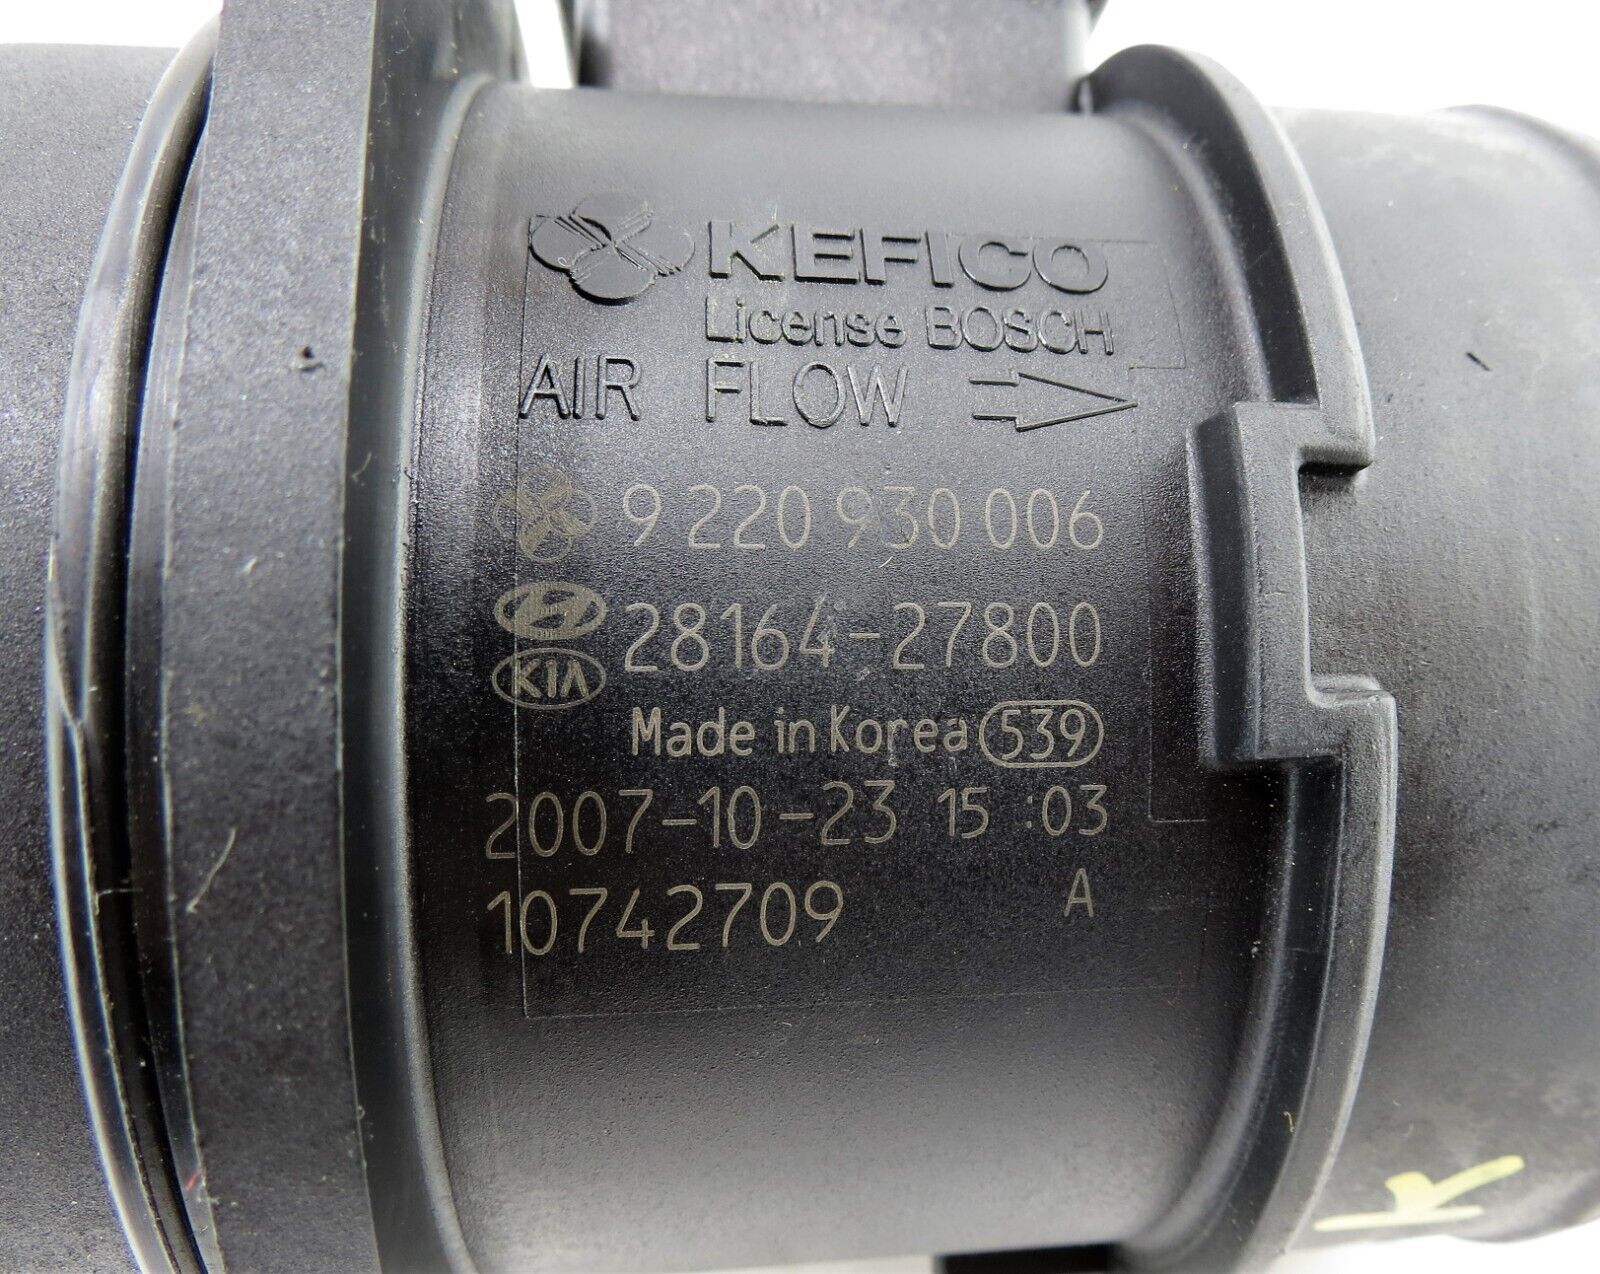 KEFICO
License BOSCH
AIR FLOW
9 220 930 006
28164-27800
KIA
Made in Korea 539
2007-10-23 15:03
10742709 A
K